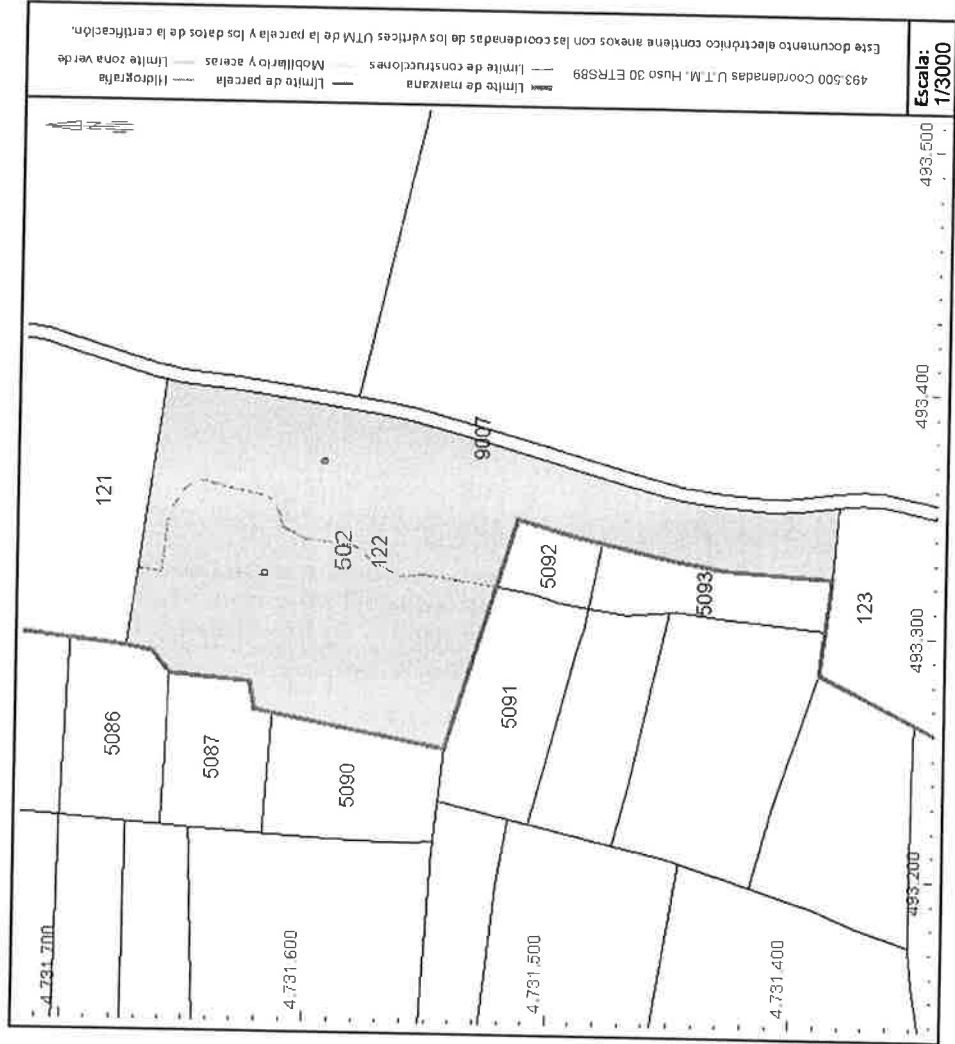 4.731.700
121
5086
5087
a
b
502
122
5090
4.731.600
9007
5092
5091
5093
4.731.500
123
4.731.400
493.200
493.300
493.400
493.500
Escala:
1/3000
493.500 Coordenadas U.T.M. Huso 30 ETRS89
Límite de manzana
Límite de parcela
Hidrografía
Límite de construcciones
Mobiliario y aceras
Límite zona verde
Este documento electrónico contiene anexos con las coordenadas de los vértices UTM de la parcela y los datos de la certificación.